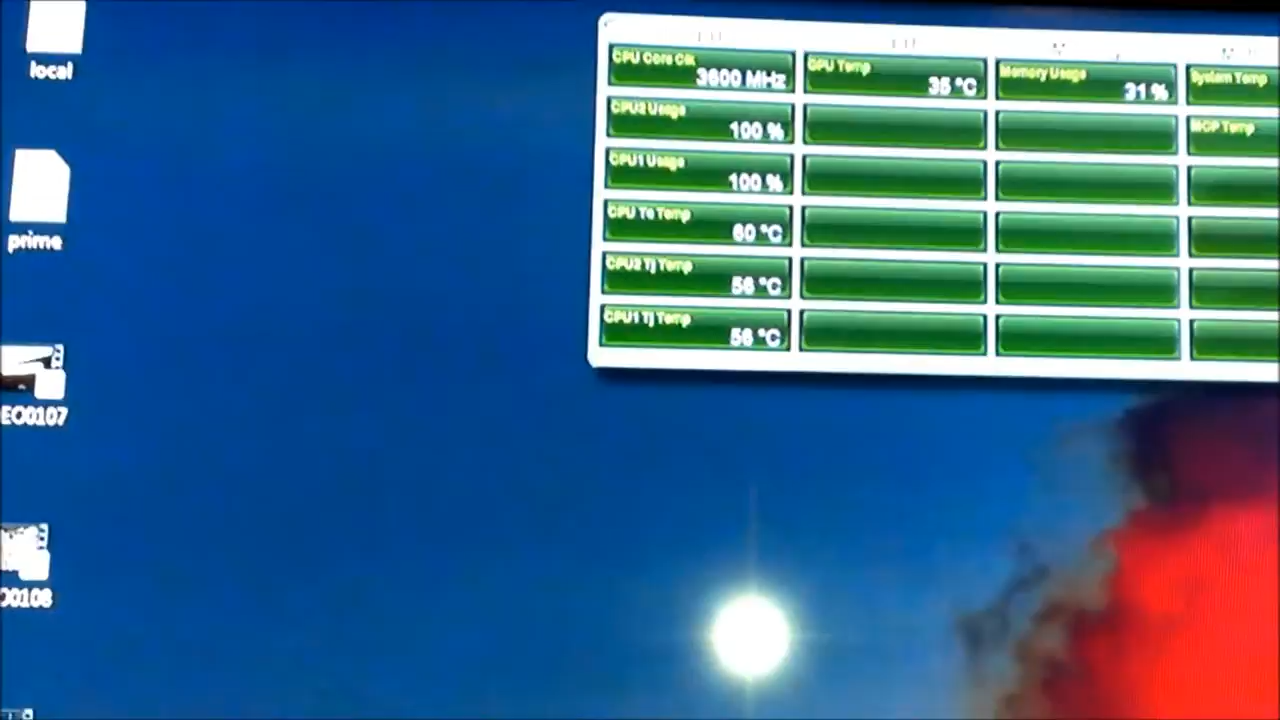 local
prime
EO0107
00108
CPU Core Clk
3600 MHz
CPU2 Usage
100 %
CPU1 Usage
100 %
CPU Tc Temp
60 °C
CPU2 Tj Temp
56 °C
CPU1 Tj Temp
56 °C
GPU Temp
35 °C
Memory Usage
31 %
System Temp
MCP Temp